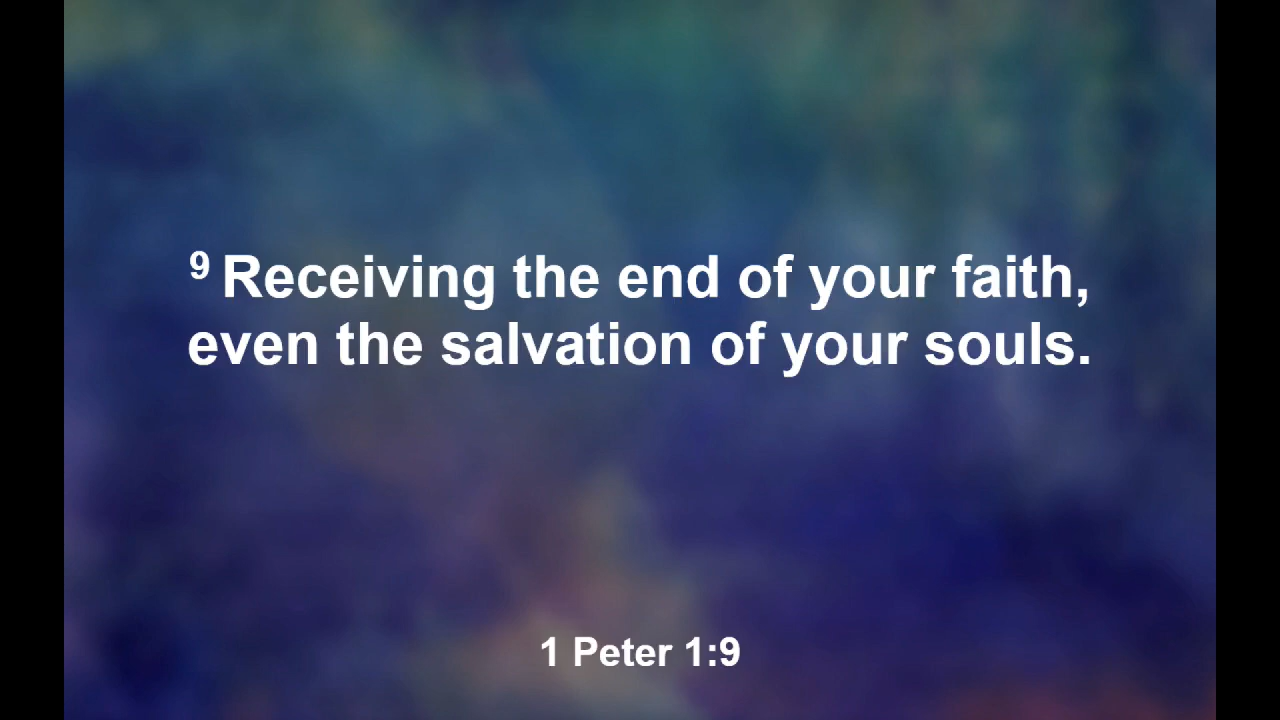 9 Receiving the end of your faith,
even the salvation of your souls.
1 Peter 1:9